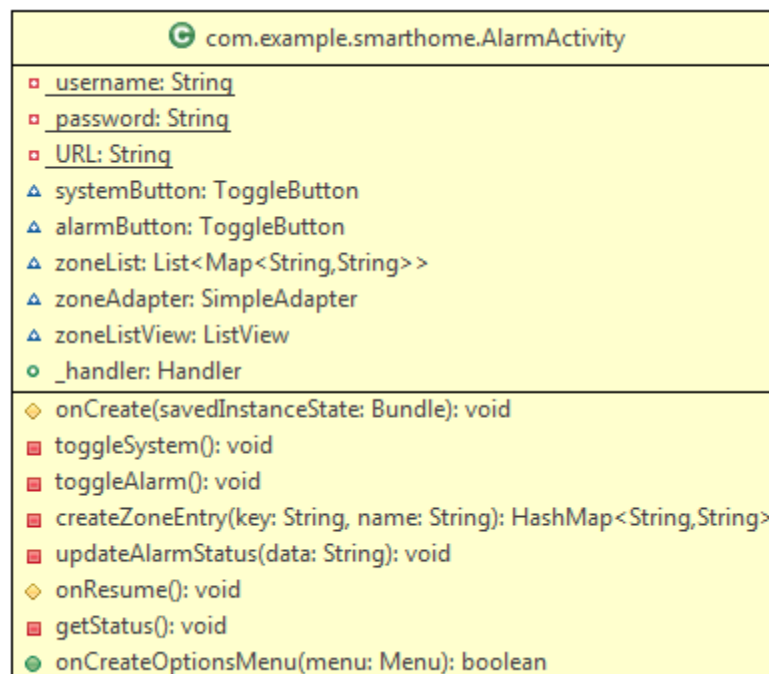 C com.example.smarthome.AlarmActivity
_username: String
_password: String
_URL: String
systemButton: ToggleButton
alarmButton: ToggleButton
zoneList: List<Map<String,String>>
zoneAdapter: SimpleAdapter
zoneListView: ListView
_handler: Handler
onCreate(savedInstanceState: Bundle): void
toggleSystem(): void
toggleAlarm(): void
createZoneEntry(key: String, name: String): HashMap<String,String>
updateAlarmStatus(data: String): void
onResume(): void
getStatus(): void
onCreateOptionsMenu(menu: Menu): boolean